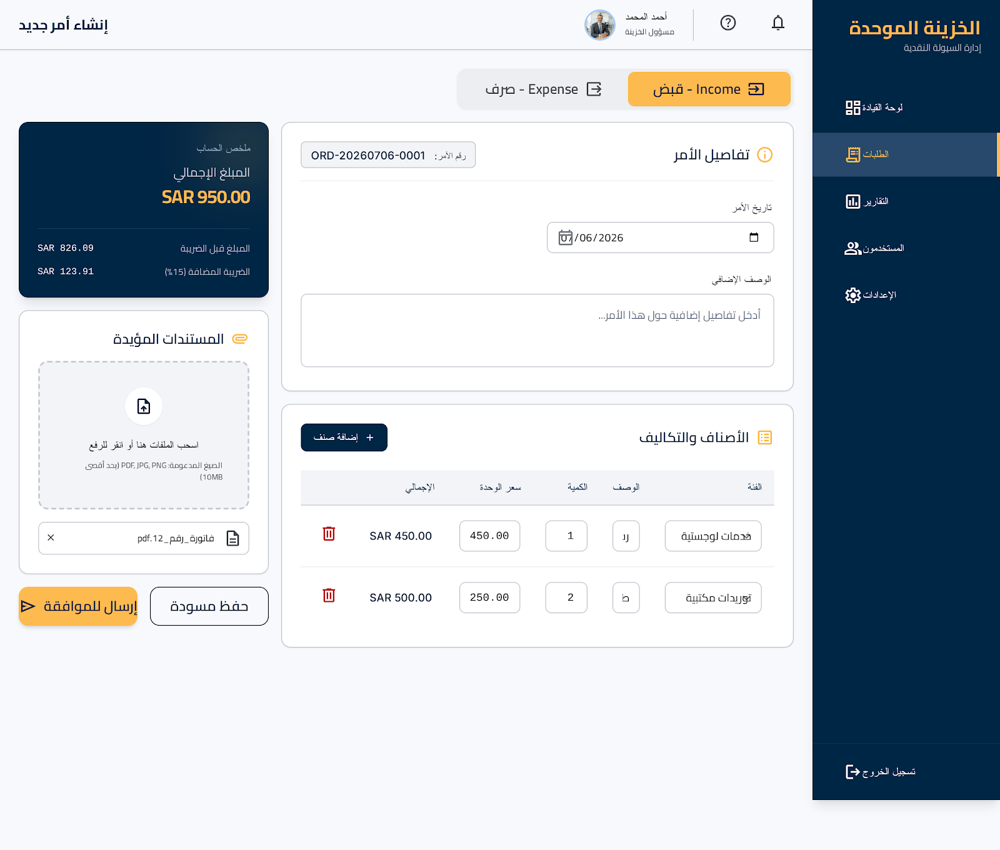 الخزينة الموحدة
إدارة السيولة النقدية
لوحة القيادة
الطلبات
التقارير
المستخدمون
الإعدادات
تسجيل الخروج
أحمد المحمد
مسؤول الخزينة
إنشاء أمر جديد
قبض - Income
صرف - Expense
تفاصيل الأمر
رقم الأمر: ORD-20260706-0001
تاريخ الأمر
07/06/2026
الوصف الإضافي
أدخل تفاصيل إضافية حول هذا الأمر...
الأصناف والتكاليف
+ إضافة صنف
الفئة الوصف الكمية سعر الوحدة الإجمالي
خدمات لوجستية 1 450.00 SAR 450.00
توريدات مكتبية 2 250.00 SAR 500.00
ملخص الحساب
المبلغ الإجمالي
SAR 950.00
المبلغ قبل الضريبة SAR 826.09
الضريبة المضافة (15%) SAR 123.91
المستندات المؤيدة
اسحب الملفات هنا أو انقر للرفع
الصيغ المدعومة: PDF, JPG, PNG (بحد أقصى
10MB)
فاتورة_رقم_12.pdf
حفظ مسودة
إرسال للموافقة